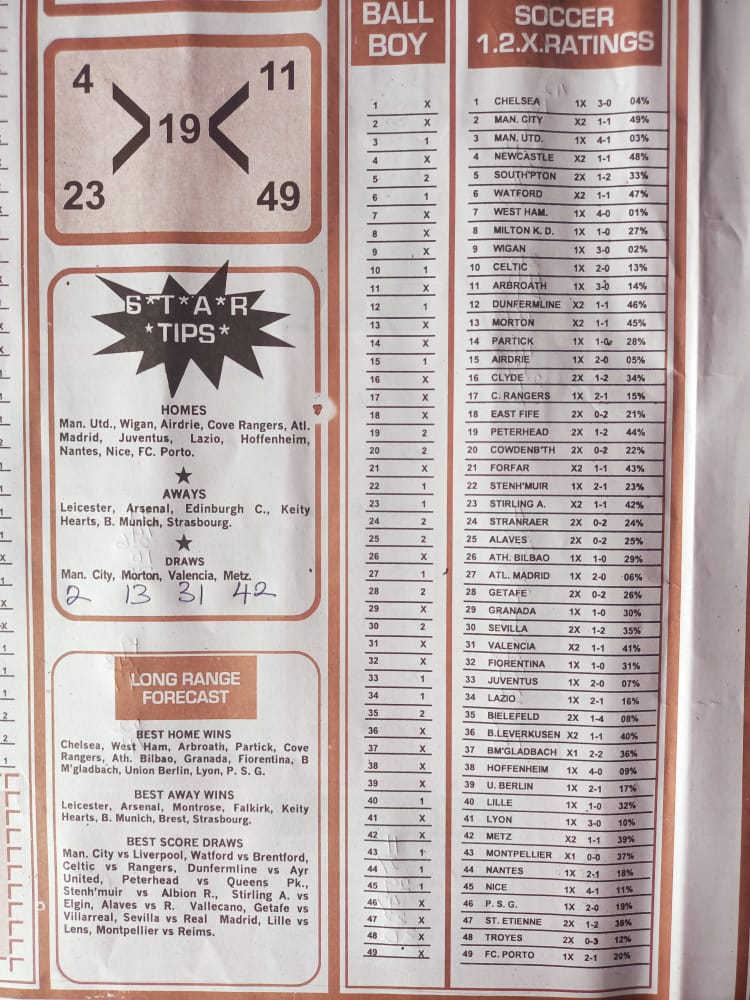 4
11
19
23
49
S*T*A*R
*TIPS*
HOMES
Man. Utd., Wigan, Airdrie, Cove Rangers, Atl.
Madrid, Juventus, Lazio, Hoffenheim,
Nantes, Nice, FC. Porto.
AWAYS
Leicester, Arsenal, Edinburgh C., Keity
Hearts, B. Munich, Strasbourg.
DRAWS
Man. City, Morton, Valencia, Metz.
2 13 31 42
LONG RANGE
FORECAST
BEST HOME WINS
Chelsea, West Ham, Arbroath, Partick, Cove
Rangers, Ath. Bilbao, Granada, Fiorentina, B
M'gladbach, Union Berlin, Lyon, P. S. G.
BEST AWAY WINS
Leicester, Arsenal, Montrose, Falkirk, Keity
Hearts, B. Munich, Brest, Strasbourg.
BEST SCORE DRAWS
Man. City vs Liverpool, Watford vs Brentford,
Celtic vs Rangers, Dunfermline vs Ayr
United, Peterhead vs Queens Pk.,
Stenh'muir vs Albion R., Stirling A. vs
Elgin, Alaves vs R. Vallecano, Getafe vs
Villarreal, Sevilla vs Real Madrid, Lille vs
Lens, Montpellier vs Reims.
BALL
BOY
1 X
2 X
3 1
4 X
5 2
6 1
7 X
8 X
9 X
10 1
11 X
12 1
13 X
14 X
15 1
16 X
17 X
18 X
19 2
20 2
21 X
22 1
23 1
24 2
25 2
26 X
27 1
28 2
29 X
30 2
31 X
32 X
33 1
34 1
35 2
36 X
37 X
38 X
39 X
40 1
41 X
42 X
43 1
44 1
45 1
46 X
47 X
48 X
49 X
SOCCER
1.2.X.RATINGS
1 CHELSEA 1X 3-0 04%
2 MAN. CITY X2 1-1 49%
3 MAN. UTD. 1X 4-1 03%
4 NEWCASTLE X2 1-1 48%
5 SOUTH'PTON 2X 1-2 33%
6 WATFORD X2 1-1 47%
7 WEST HAM. 1X 4-0 01%
8 MILTON K. D. 1X 1-0 27%
9 WIGAN 1X 3-0 02%
10 CELTIC 1X 2-0 13%
11 ARBROATH 1X 3-0 14%
12 DUNFERMLINE X2 1-1 46%
13 MORTON X2 1-1 45%
14 PARTICK 1X 1-0 28%
15 AIRDRIE 1X 2-0 05%
16 CLYDE 2X 1-2 34%
17 C. RANGERS 1X 2-1 15%
18 EAST FIFE 2X 0-2 21%
19 PETERHEAD 2X 1-2 44%
20 COWDENB'TH 2X 0-2 22%
21 FORFAR X2 1-1 43%
22 STENH'MUIR 1X 2-1 23%
23 STIRLING A. X2 1-1 42%
24 STRANRAER 2X 0-2 24%
25 ALAVES 2X 0-2 25%
26 ATH. BILBAO 1X 1-0 29%
27 ATL. MADRID 1X 2-0 06%
28 GETAFE 2X 0-2 26%
29 GRANADA 1X 1-0 30%
30 SEVILLA 2X 1-2 35%
31 VALENCIA X2 1-1 41%
32 FIORENTINA 1X 1-0 31%
33 JUVENTUS 1X 2-0 07%
34 LAZIO 1X 2-1 16%
35 BIELEFELD 2X 1-4 08%
36 B.LEVERKUSEN X2 1-1 40%
37 BM'GLADBACH X1 2-2 36%
38 HOFFENHEIM 1X 4-0 09%
39 U. BERLIN 1X 2-1 17%
40 LILLE 1X 1-0 32%
41 LYON 1X 3-0 10%
42 METZ X2 1-1 39%
43 MONTPELLIER X1 0-0 37%
44 NANTES 1X 2-1 18%
45 NICE 1X 4-1 11%
46 P. S. G. 1X 2-0 19%
47 ST. ETIENNE 2X 1-2 38%
48 TROYES 2X 0-3 12%
49 FC. PORTO 1X 2-1 20%